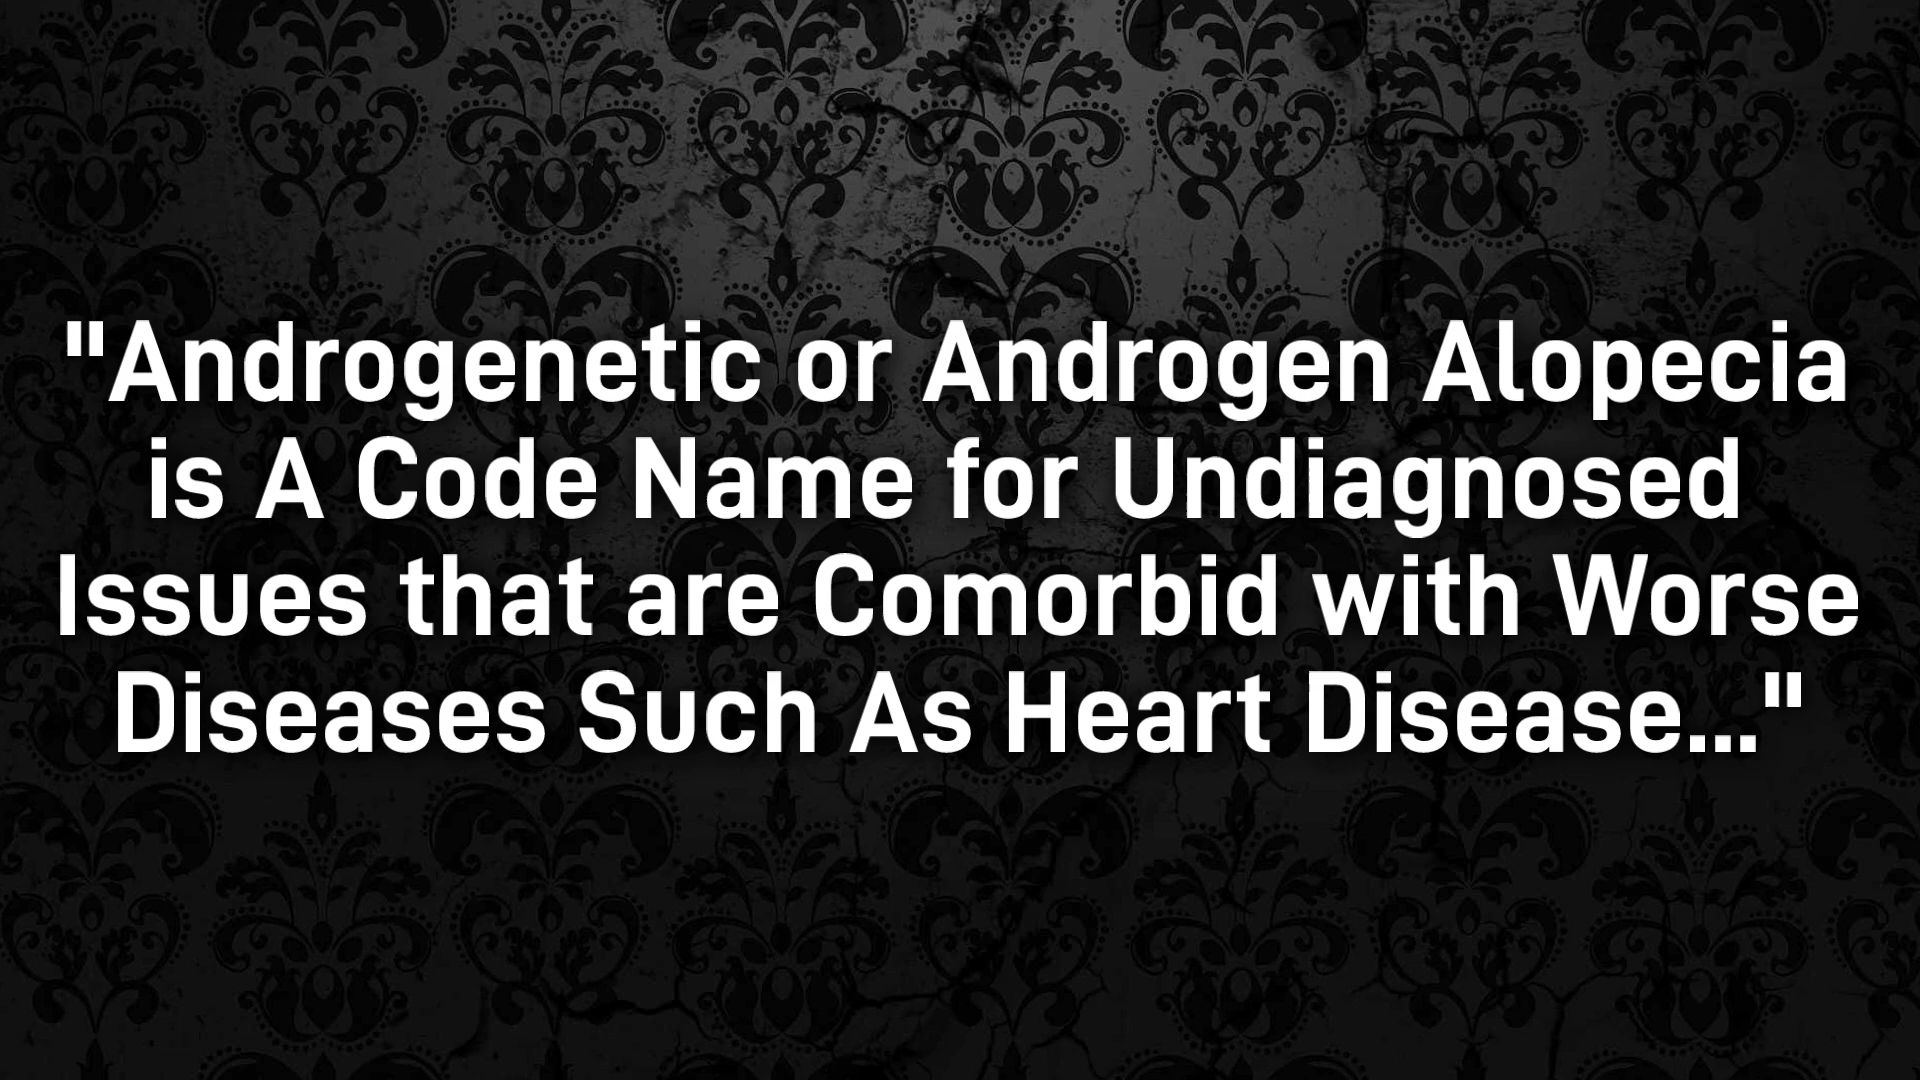 "Androgenetic or Androgen Alopecia
is A Code Name for Undiagnosed
Issues that are Comorbid with Worse
Diseases Such As Heart Disease..."